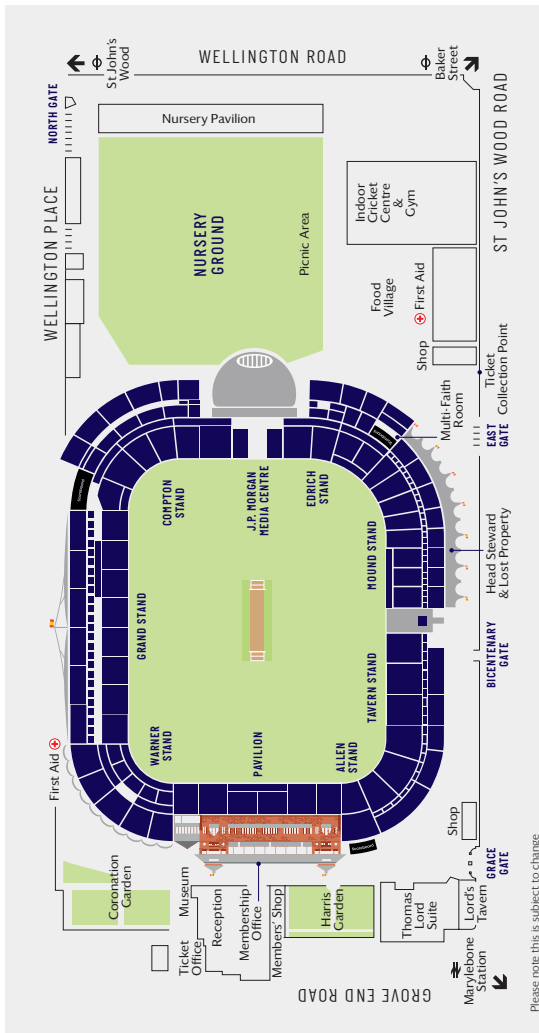 WELLINGTON ROAD
St John's
Wood
Baker
Street
NORTH GATE
Nursery Pavilion
WELLINGTON PLACE
ST JOHN'S WOOD ROAD
NURSERY
GROUND
Picnic Area
Indoor
Cricket
Centre
&
Gym
Food
Village
First Aid
Shop
Ticket
Collection Point
Multi-Faith
Room
EAST
GATE
Scoreboard
Scoreboard
COMPTON
STAND
J.P. MORGAN
MEDIA CENTRE
EDRICH
STAND
MOUND STAND
Head Steward
& Lost Property
GRAND STAND
BICENTENARY
GATE
TAVERN STAND
WARNER
STAND
PAVILION
ALLEN
STAND
First Aid
Shop
Scoreboard
GRACE
GATE
Coronation
Garden
Museum
Reception
Membership
Office
Members' Shop
Harris
Garden
Thomas
Lord
Suite
Lord's
Tavern
Ticket
Office
GROVE END ROAD
Marylebone
Station
Please note this is subject to change